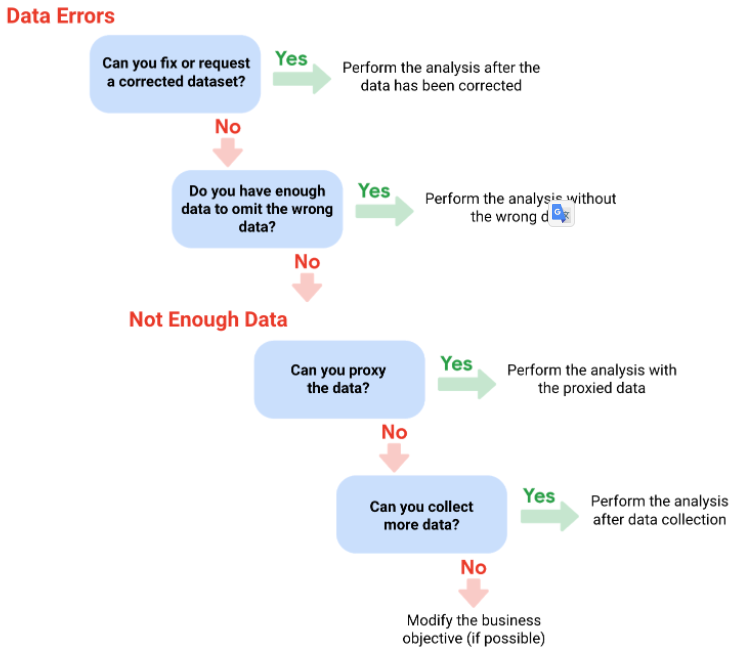 Data Errors
Can you fix or request
a corrected dataset?
Yes
Perform the analysis after the
data has been corrected
No
Do you have enough
data to omit the wrong
data?
Yes
Perform the analysis without
the wrong
No
Not Enough Data
Can you proxy
the data?
Yes
Perform the analysis with
the proxied data
No
Can you collect
more data?
Yes
Perform the analysis
after data collection
No
Modify the business
objective (if possible)